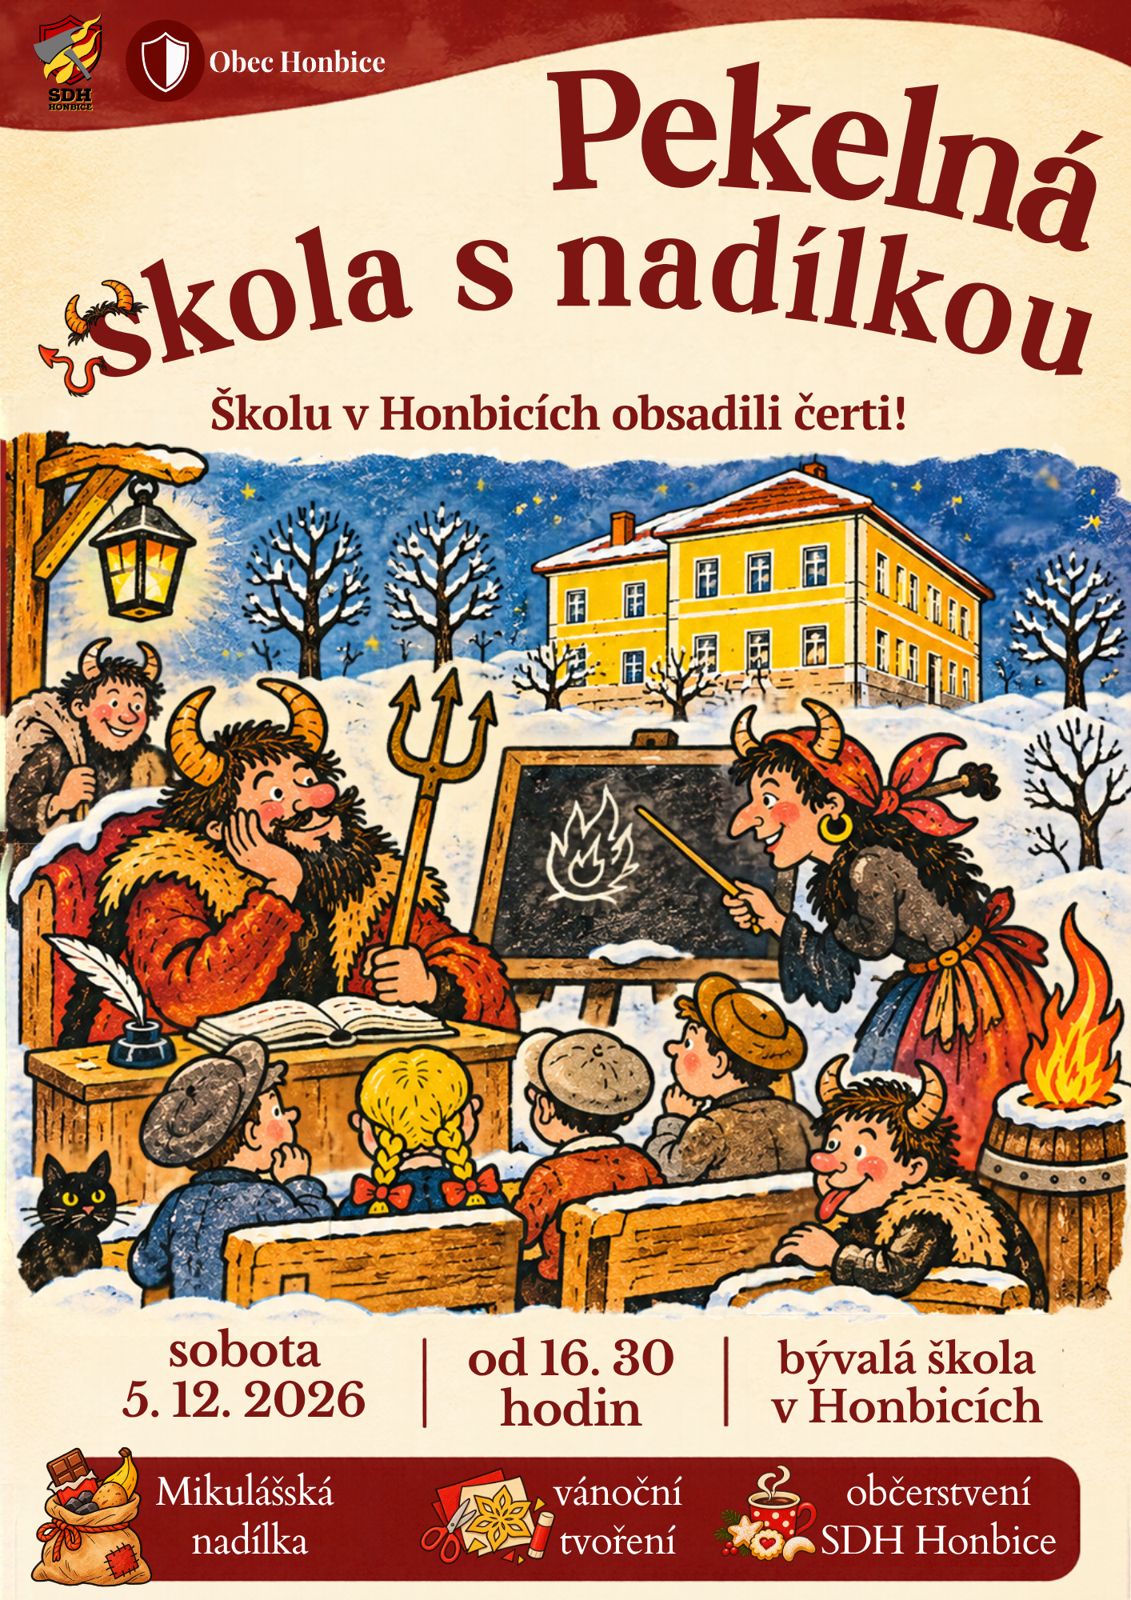 SDH
HONBICE
Obec Honbice
Pekelná
škola s nadílkou
Školu v Honbicích obsadili čerti!
sobota
5. 12. 2026
od 16. 30
hodin
bývalá škola
v Honbicích
Mikulášská
nadílka
vánoční
tvoření
občerstvení
SDH Honbice